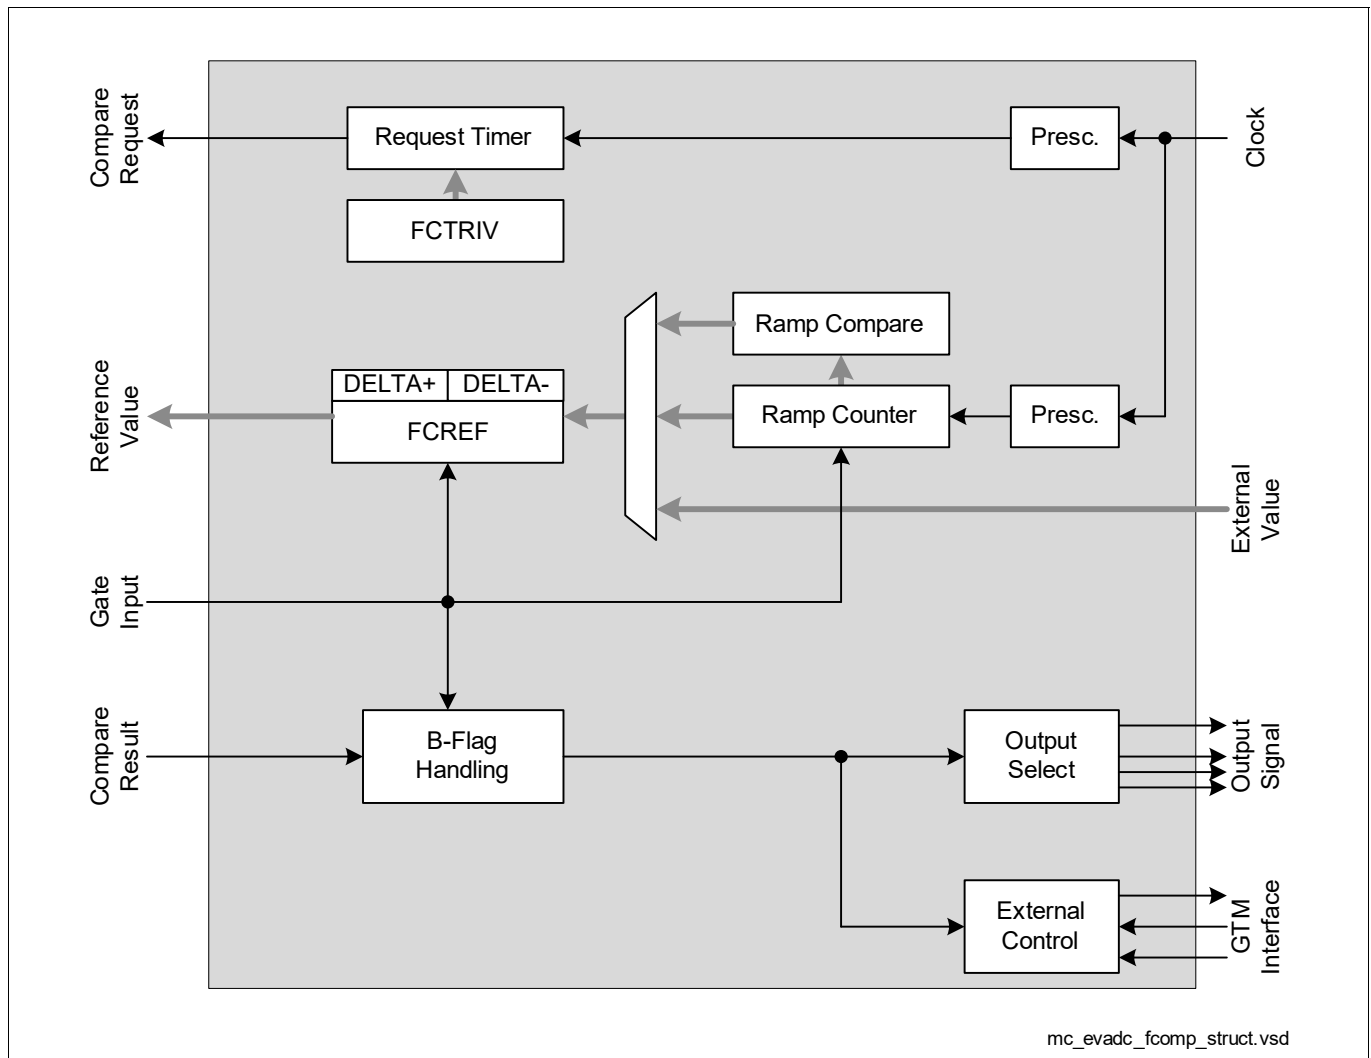 Compare
Request
Request Timer
Presc.
Clock
FCTRIV
Ramp Compare
Reference
Value
DELTA+
DELTA-
FCREF
Ramp Counter
Presc.
External
Value
Gate
Input
Compare
Result
B-Flag
Handling
Output
Select
Output
Signal
External
Control
GTM
Interface
mc_evadc_fcomp_struct.vsd